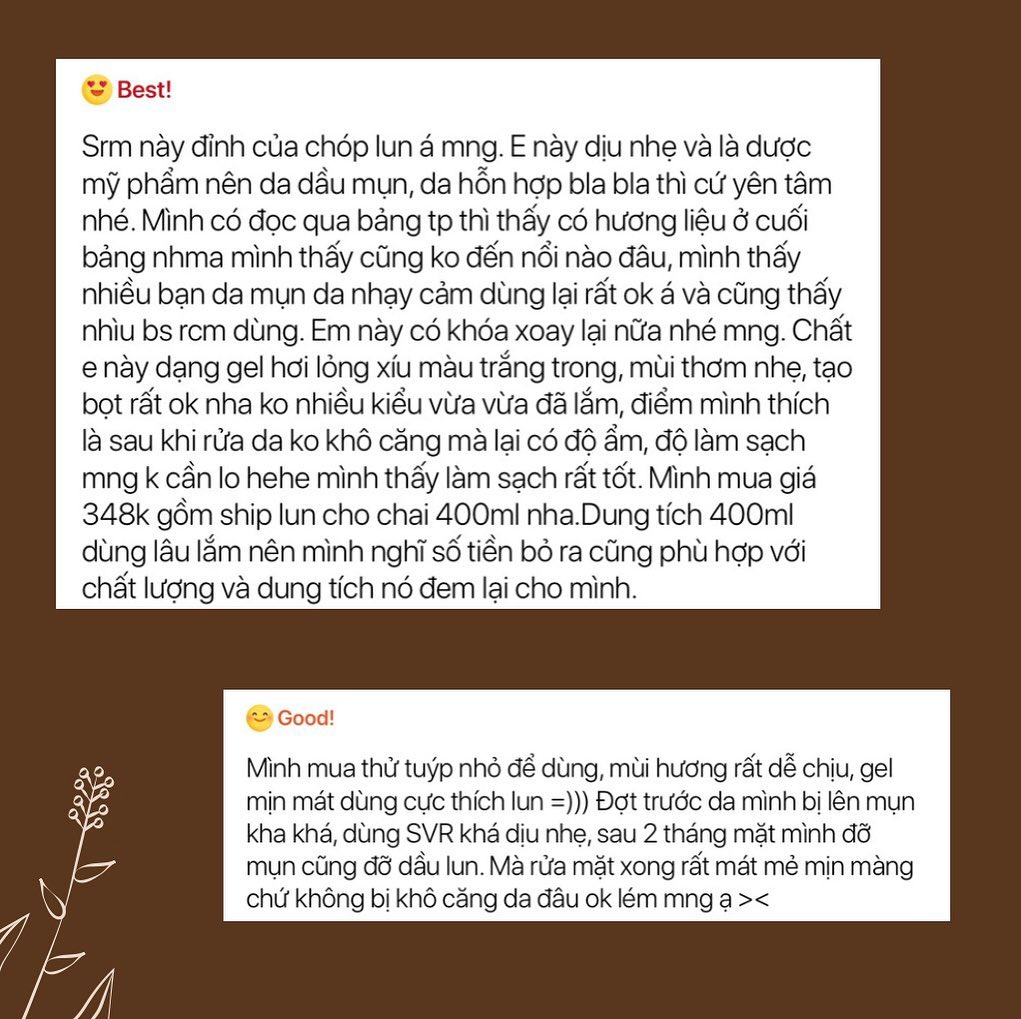 😍 Best!
Srm này đỉnh của chóp lun á mng. E này dịu nhẹ và là dược
mỹ phẩm nên da dầu mụn, da hỗn hợp bla bla thì cứ yên tâm
nhé. Mình có đọc qua bảng tp thì thấy có hương liệu ở cuối
bảng nhma mình thấy cũng ko đến nổi nào đâu, mình thấy
nhiều bạn da mụn da nhạy cảm dùng lại rất ok á và cũng thấy
nhìu bs rcm dùng. Em này có khóa xoay lại nữa nhé mng. Chất
e này dạng gel hơi lỏng xíu màu trắng trong, mùi thơm nhẹ, tạo
bọt rất ok nha ko nhiều kiểu vừa vừa đã lắm, điểm mình thích
là sau khi rửa da ko khô căng mà lại có độ ẩm, độ làm sạch
mng k cần lo hehe mình thấy làm sạch rất tốt. Mình mua giá
348k gồm ship lun cho chai 400ml nha.Dung tích 400ml
dùng lâu lắm nên mình nghĩ số tiền bỏ ra cũng phù hợp với
chất lượng và dung tích nó đem lại cho mình.
😊 Good!
Mình mua thử tuýp nhỏ để dùng, mùi hương rất dễ chịu, gel
mịn mát dùng cực thích lun =))) Đợt trước da mình bị lên mụn
kha khá, dùng SVR khá dịu nhẹ, sau 2 tháng mặt mình đỡ
mụn cũng đỡ dầu lun. Mà rửa mặt xong rất mát mẻ mịn màng
chứ không bị khô căng da đâu ok lém mng ạ ><